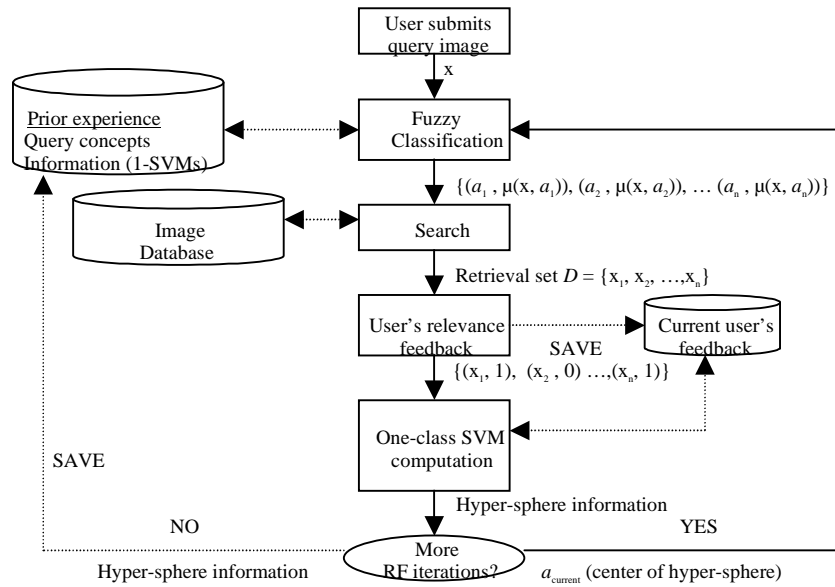 User submits
query image
x
Prior experience
Query concepts
Information (1-SVMs)
Fuzzy
Classification
{(a₁ , μ(x, a₁)), (a₂ , μ(x, a₂)), … (aₙ , μ(x, aₙ))}
Image
Database
Search
Retrieval set D = {x₁, x₂, …,xₙ}
User's relevance
feedback
SAVE
Current user's
feedback
{(x₁, 1), (x₂ , 0) …,(xₙ, 1)}
One-class SVM
computation
SAVE
Hyper-sphere information
NO
YES
More
RF iterations?
Hyper-sphere information
a_current (center of hyper-sphere)